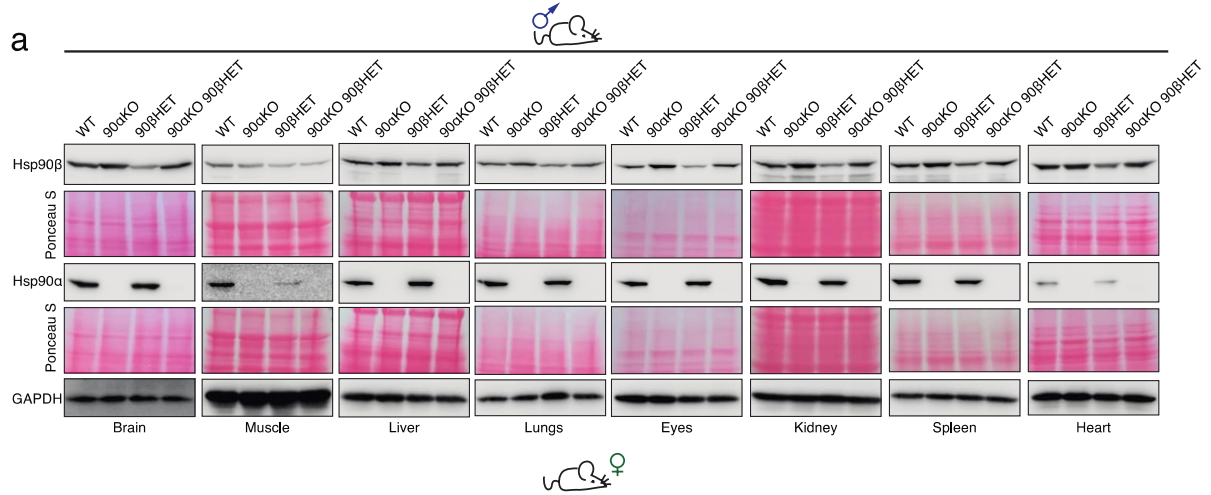 a
WT 90αKO 90βHET 90αKO 90βHET WT 90αKO 90βHET 90αKO 90βHET WT 90αKO 90βHET 90αKO 90βHET WT 90αKO 90βHET 90αKO 90βHET WT 90αKO 90βHET 90αKO 90βHET WT 90αKO 90βHET 90αKO 90βHET WT 90αKO 90βHET 90αKO 90βHET WT 90αKO 90βHET 90αKO 90βHET
Hsp90β
Ponceau S
Hsp90α
Ponceau S
GAPDH
Brain Muscle Liver Lungs Eyes Kidney Spleen Heart